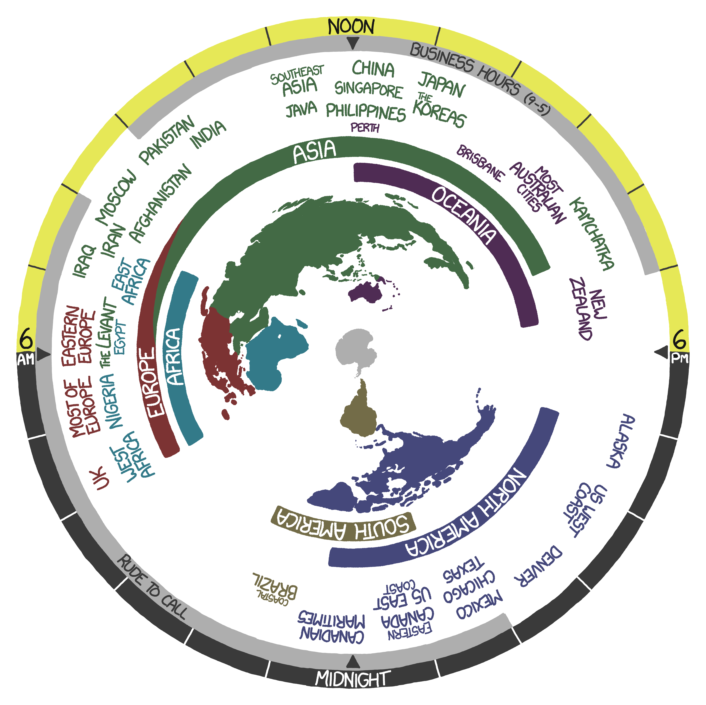 NOON
BUSINESS HOURS (9-5)
SOUTHEAST
ASIA
CHINA
SINGAPORE
JAPAN
THE
KOREAS
JAVA
PHILIPPINES
PERTH
PAKISTAN
INDIA
ASIA
BRISBANE
MOST
AUSTRALIAN
CITIES
KAMCHATKA
MOSCOW
AFGHANISTAN
OCEANIA
IRAQ
IRAN
EAST
AFRICA
NEW
ZEALAND
6
AM
EASTERN
EUROPE
THE LEVANT
EGYPT
6
PM
MOST OF
EUROPE
NIGERIA
EUROPE
AFRICA
UK
WEST
AFRICA
ALASKA
US WEST
COAST
NORTH AMERICA
SOUTH AMERICA
DENVER
RUDE TO CALL
COASTAL
BRAZIL
TEXAS
CHICAGO
MEXICO
US EAST
COAST
EASTERN
CANADA
CANADIAN
MARITIMES
MIDNIGHT